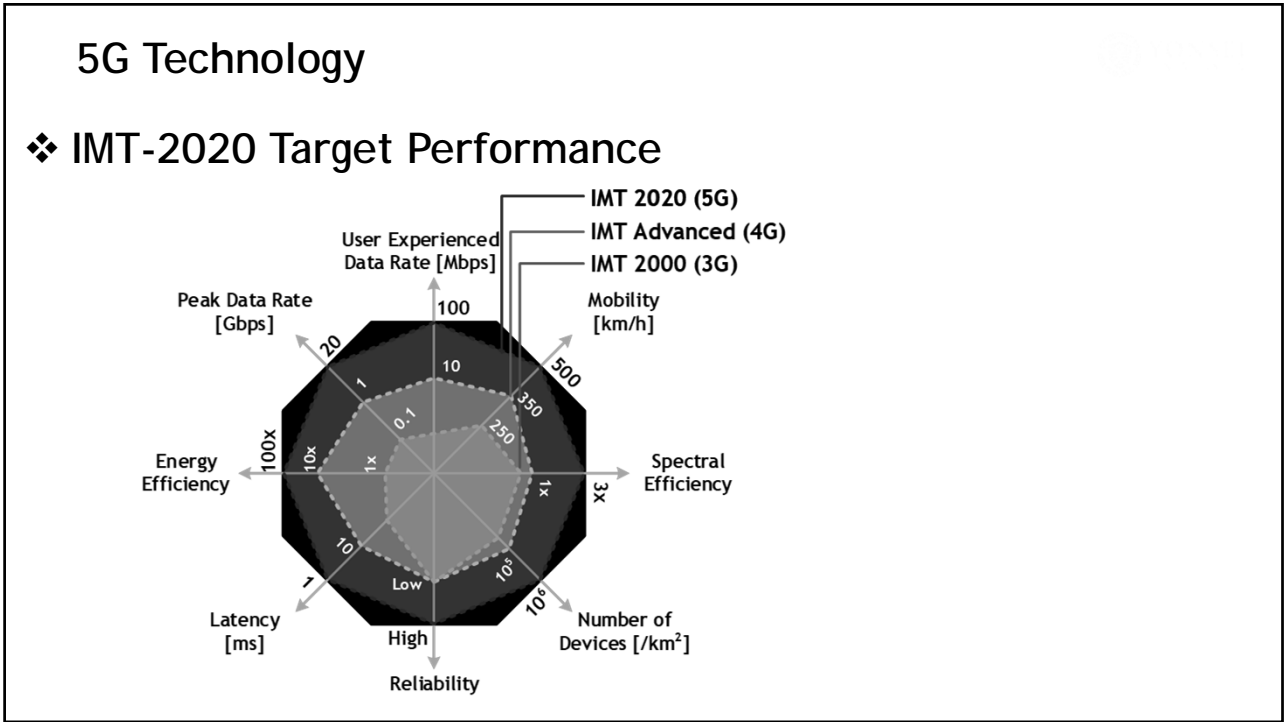 5G Technology
❖ IMT-2020 Target Performance
IMT 2020 (5G)
IMT Advanced (4G)
IMT 2000 (3G)
User Experienced
Data Rate [Mbps]
100
10
Mobility
[km/h]
500
350
250
Spectral
Efficiency
3x
1x
Number of
Devices [/km²]
10⁶
10⁵
Reliability
High
Low
Latency
[ms]
1
10
Energy
Efficiency
100x
10x
1x
Peak Data Rate
[Gbps]
20
1
0.1